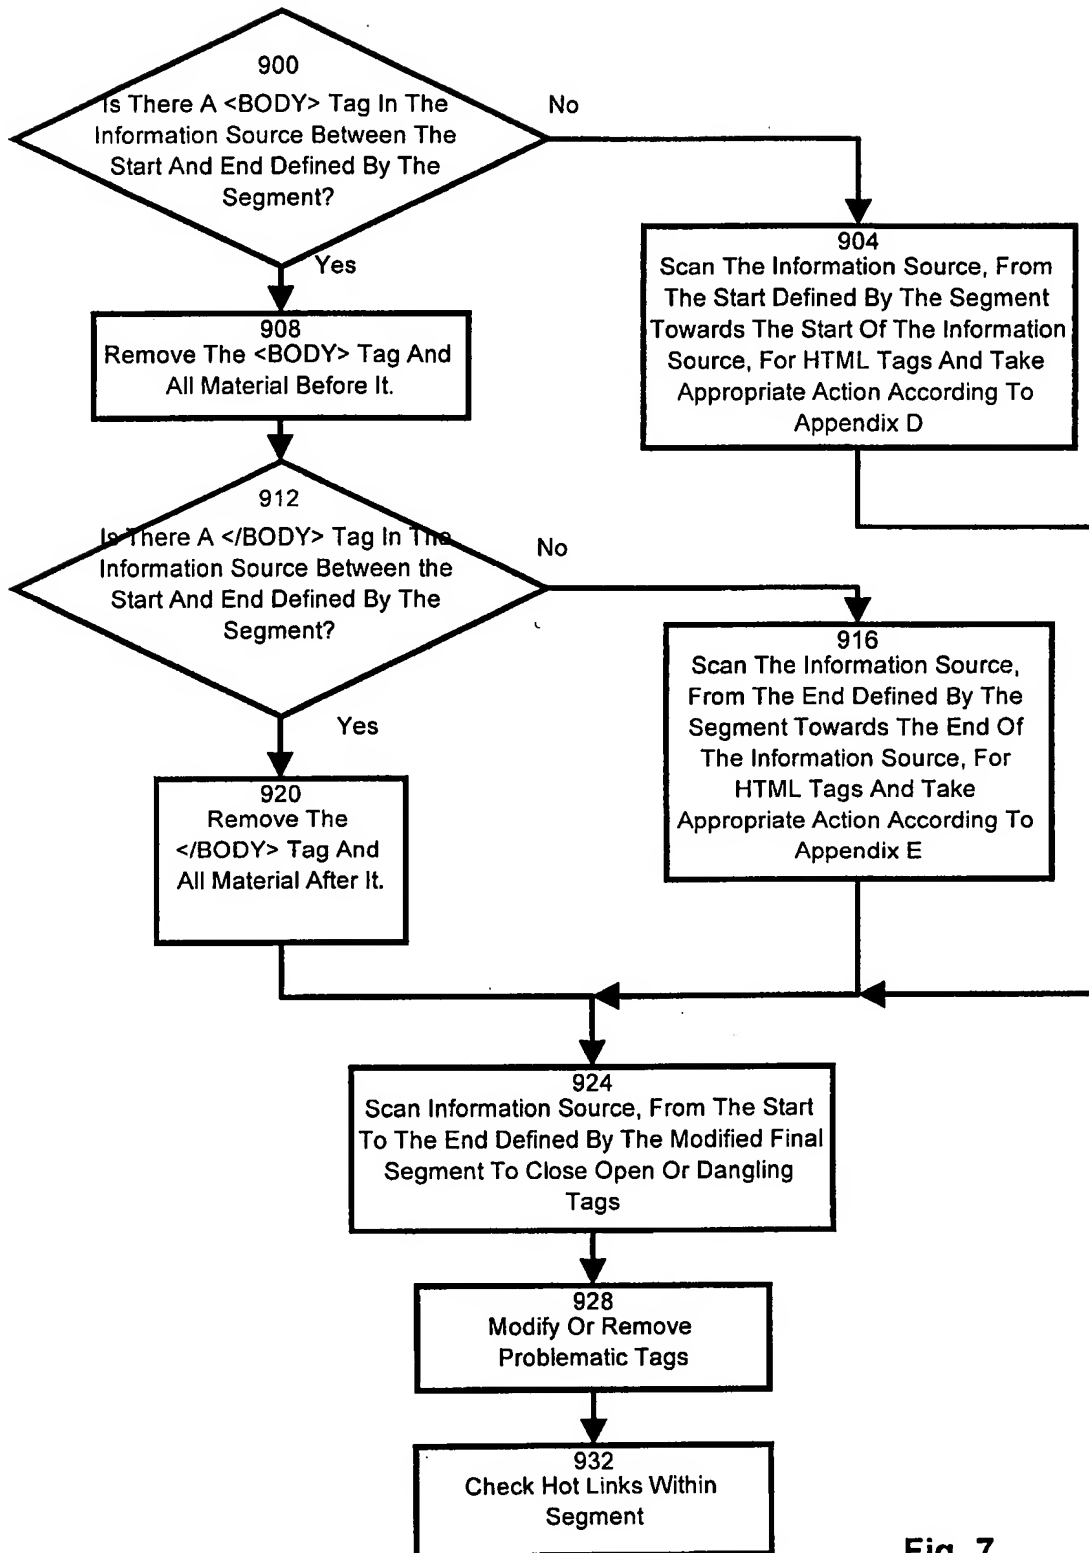 900
Is There A <BODY> Tag In The
Information Source Between The
Start And End Defined By The
Segment?
No
Yes
904
Scan The Information Source, From
The Start Defined By The Segment
Towards The Start Of The Information
Source, For HTML Tags And Take
Appropriate Action According To
Appendix D
908
Remove The <BODY> Tag And
All Material Before It.
912
Is There A </BODY> Tag In The
Information Source Between the
Start And End Defined By The
Segment?
No
Yes
916
Scan The Information Source,
From The End Defined By The
Segment Towards The End Of
The Information Source, For
HTML Tags And Take
Appropriate Action According To
Appendix E
920
Remove The
</BODY> Tag And
All Material After It.
924
Scan Information Source, From The Start
To The End Defined By The Modified Final
Segment To Close Open Or Dangling
Tags
928
Modify Or Remove
Problematic Tags
932
Check Hot Links Within
Segment
Fig. 7